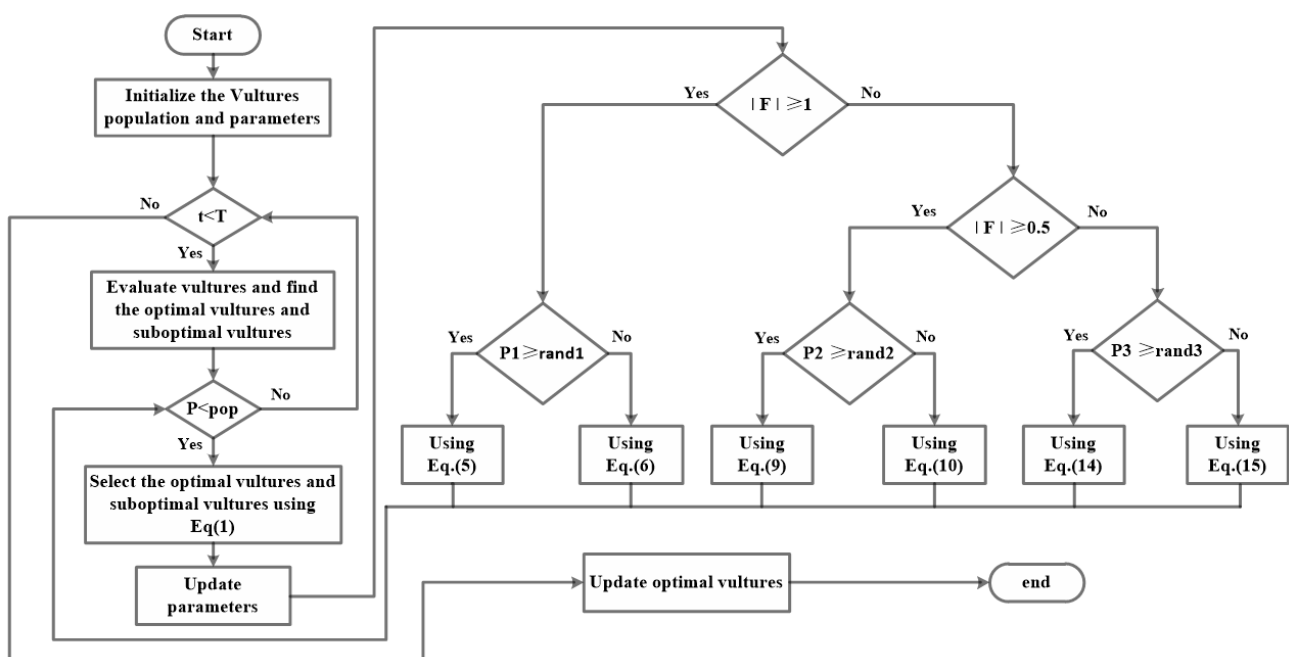 Start
Initialize the Vultures
population and parameters
No
t<T
Yes
Evaluate vultures and find
the optimal vultures and
suboptimal vultures
P<pop
No
Yes
Select the optimal vultures and
suboptimal vultures using
Eq(1)
Update
parameters
Yes
| F | ≥1
No
Yes
| F | ≥0.5
No
Yes
P1 ≥rand1
No
Yes
P2 ≥rand2
No
Yes
P3 ≥rand3
No
Using
Eq.(5)
Using
Eq.(6)
Using
Eq.(9)
Using
Eq.(10)
Using
Eq.(14)
Using
Eq.(15)
Update optimal vultures
end